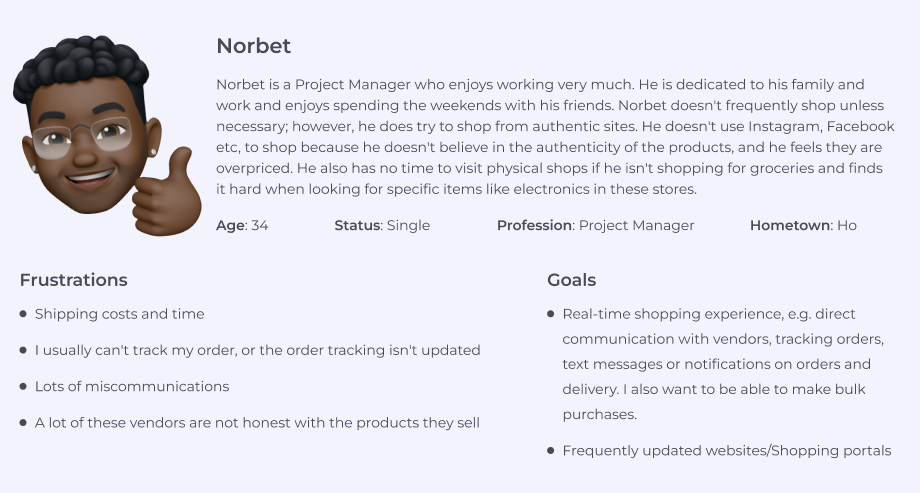 Norbet
Norbet is a Project Manager who enjoys working very much. He is dedicated to his family and
work and enjoys spending the weekends with his friends. Norbet doesn't frequently shop unless
necessary; however, he does try to shop from authentic sites. He doesn't use Instagram, Facebook
etc, to shop because he doesn't believe in the authenticity of the products, and he feels they are
overpriced. He also has no time to visit physical shops if he isn't shopping for groceries and finds
it hard when looking for specific items like electronics in these stores.
Age: 34 Status: Single Profession: Project Manager Hometown: Ho
Frustrations
• Shipping costs and time
• I usually can't track my order, or the order tracking isn't updated
• Lots of miscommunications
• A lot of these vendors are not honest with the products they sell
Goals
• Real-time shopping experience, e.g. direct
communication with vendors, tracking orders,
text messages or notifications on orders and
delivery. I also want to be able to make bulk
purchases.
• Frequently updated websites/Shopping portals